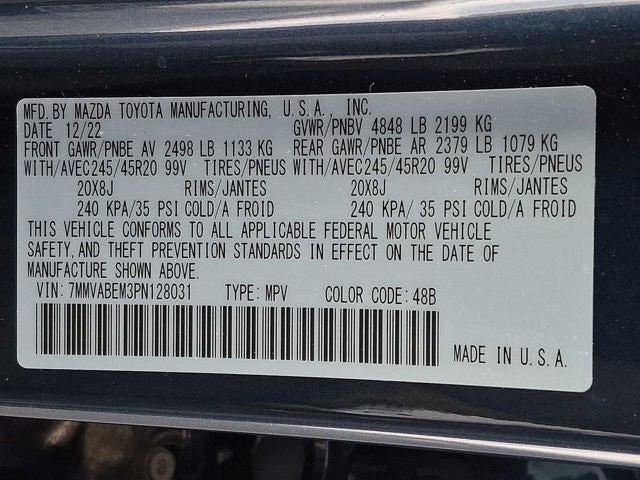 MFD. BY MAZDA TOYOTA MANUFACTURING, U.S.A., INC.
DATE 12/22 GVWR/PNBV 4848 LB 2199 KG
FRONT GAWR/PNBE AV 2498 LB 1133 KG REAR GAWR/PNBE AR 2379 LB 1079 KG
WITH/AVEC245/45R20 99V TIRES/PNEUS WITH/AVEC245/45R20 99V TIRES/PNEUS
20X8J RIMS/JANTES 20X8J RIMS/JANTES
240 KPA/35 PSI COLD/A FROID 240 KPA/ 35 PSI COLD/A FROID
THIS VEHICLE CONFORMS TO ALL APPLICABLE FEDERAL MOTOR VEHICLE
SAFETY, AND THEFT PREVENTION STANDARDS IN EFFECT ON THE DATE OF
MANUFACTURE SHOWN ABOVE.
VIN: 7MMVABEM3PN128031 TYPE: MPV COLOR CODE: 48B
MADE IN U.S.A.